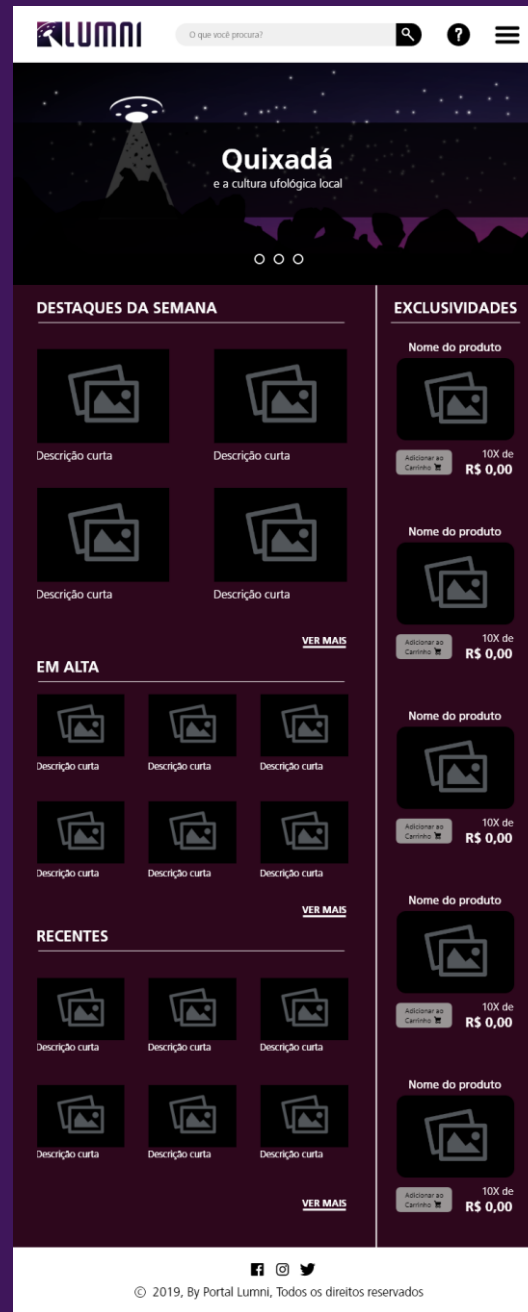 LUMNI
O que você procura?
?
Quixadá
e a cultura ufológica local
DESTAQUES DA SEMANA
Descrição curta
Descrição curta
Descrição curta
Descrição curta
VER MAIS
EM ALTA
Descrição curta
Descrição curta
Descrição curta
Descrição curta
Descrição curta
Descrição curta
VER MAIS
RECENTES
Descrição curta
Descrição curta
Descrição curta
Descrição curta
Descrição curta
Descrição curta
VER MAIS
EXCLUSIVIDADES
Nome do produto
Adicionar ao
Carrinho
10X de
R$ 0,00
Nome do produto
Adicionar ao
Carrinho
10X de
R$ 0,00
Nome do produto
Adicionar ao
Carrinho
10X de
R$ 0,00
Nome do produto
Adicionar ao
Carrinho
10X de
R$ 0,00
Nome do produto
Adicionar ao
Carrinho
10X de
R$ 0,00
© 2019, By Portal Lumni, Todos os direitos reservados